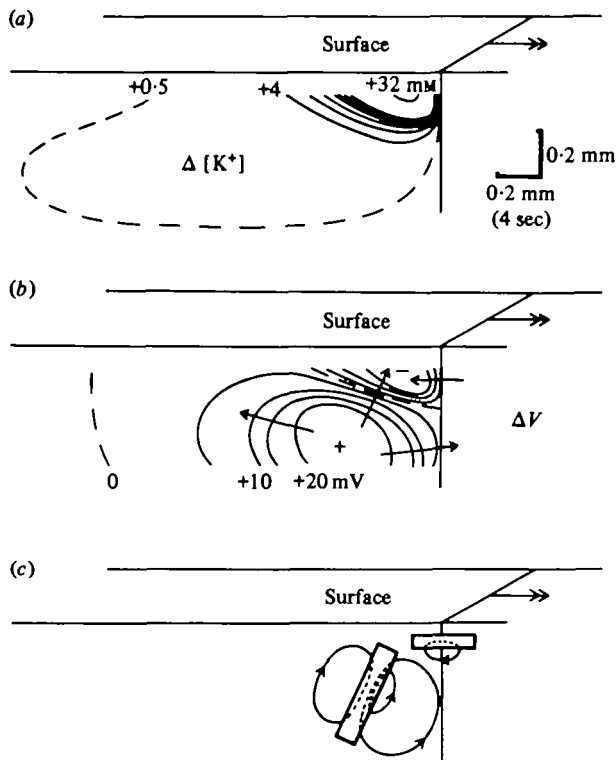 (a)
Surface
+0·5 +4 +32 mM
Δ [K⁺]
0·2 mm
0·2 mm
(4 sec)
(b)
Surface
−
ΔV
+
0 +10 +20 mV
(c)
Surface